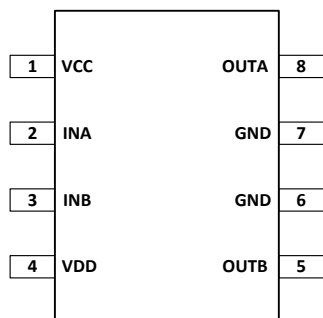 1 VCC OUTA 8
2 INA GND 7
3 INB GND 6
4 VDD OUTB 5